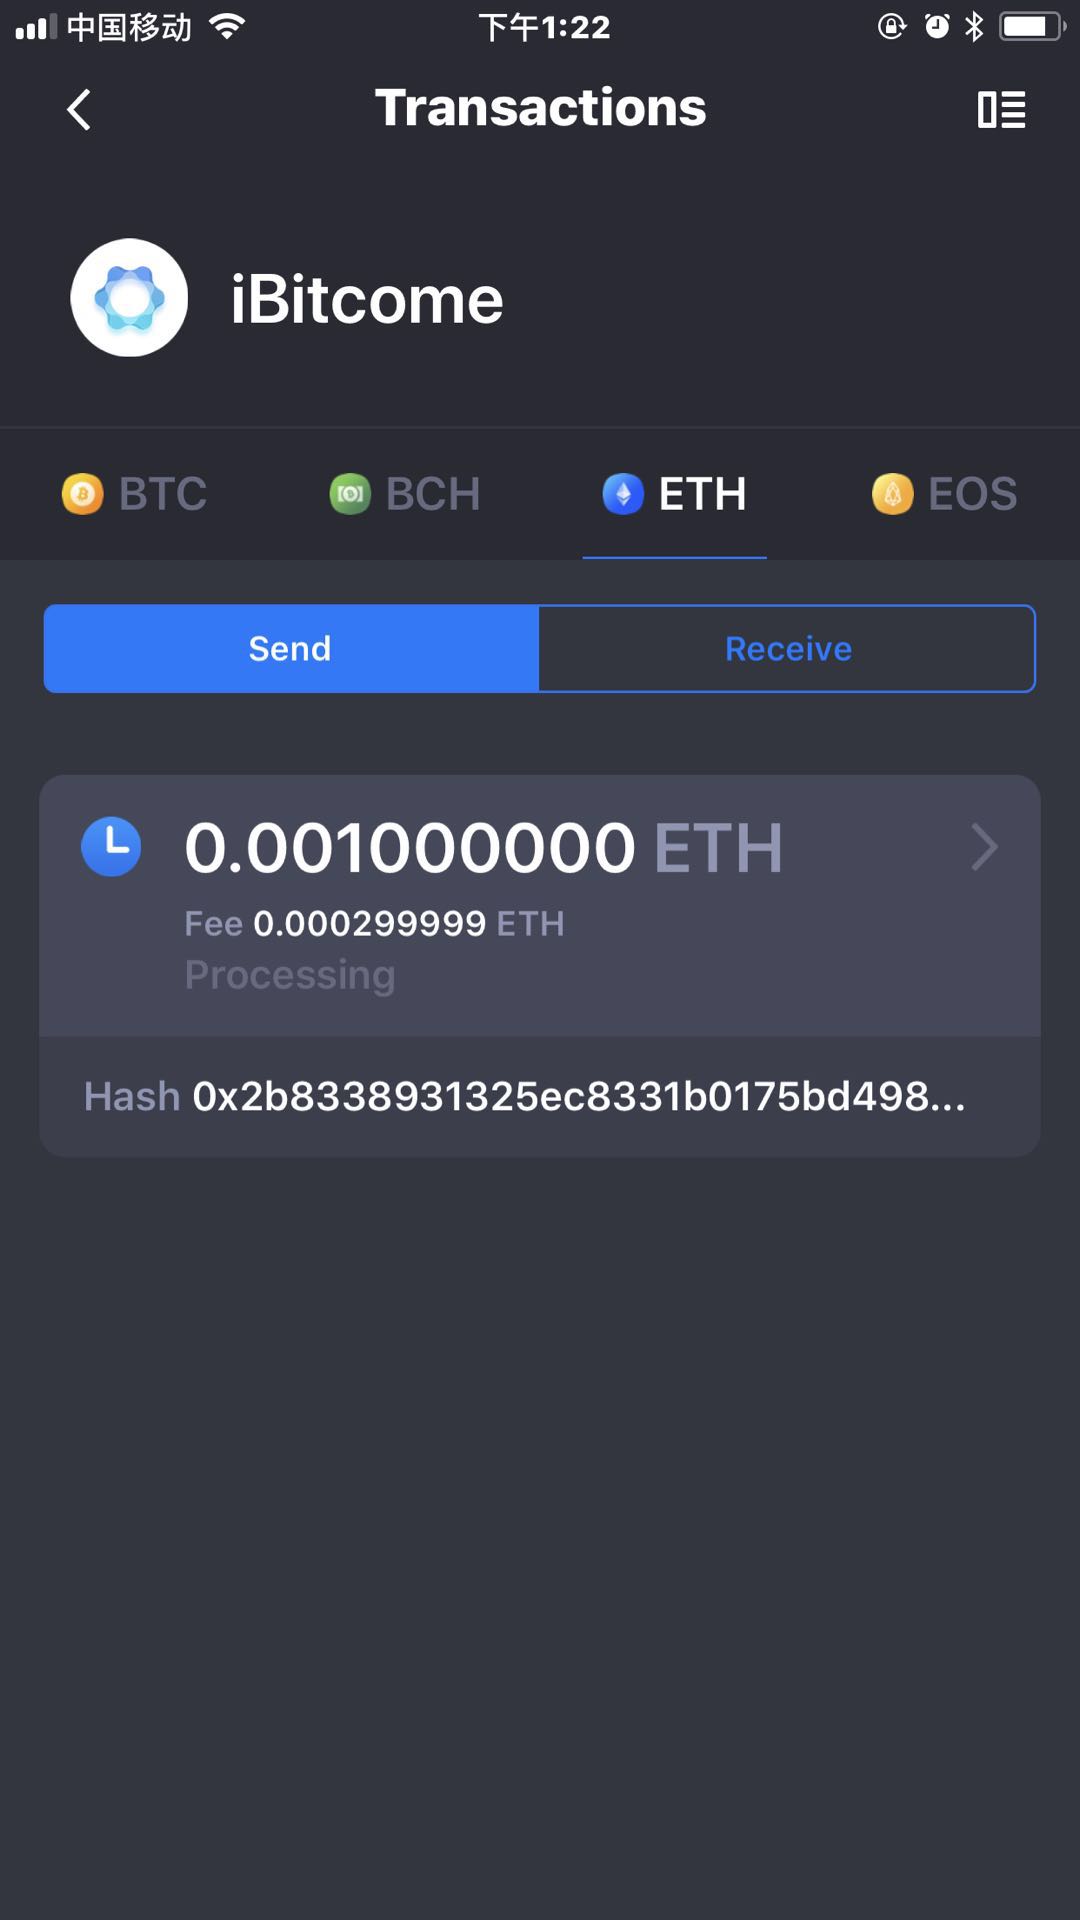 中国移动 下午1:22
Transactions
iBitcome
BTC BCH ETH EOS
Send Receive
0.001000000 ETH
Fee 0.000299999 ETH
Processing
Hash 0x2b8338931325ec8331b0175bd498...